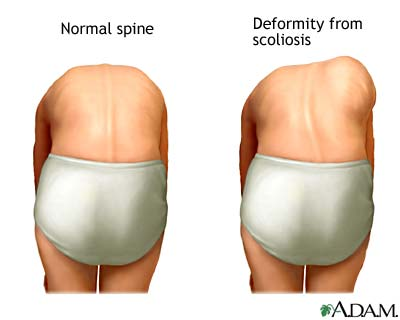 Normal spine
Deformity from
scoliosis
A.D.A.M.